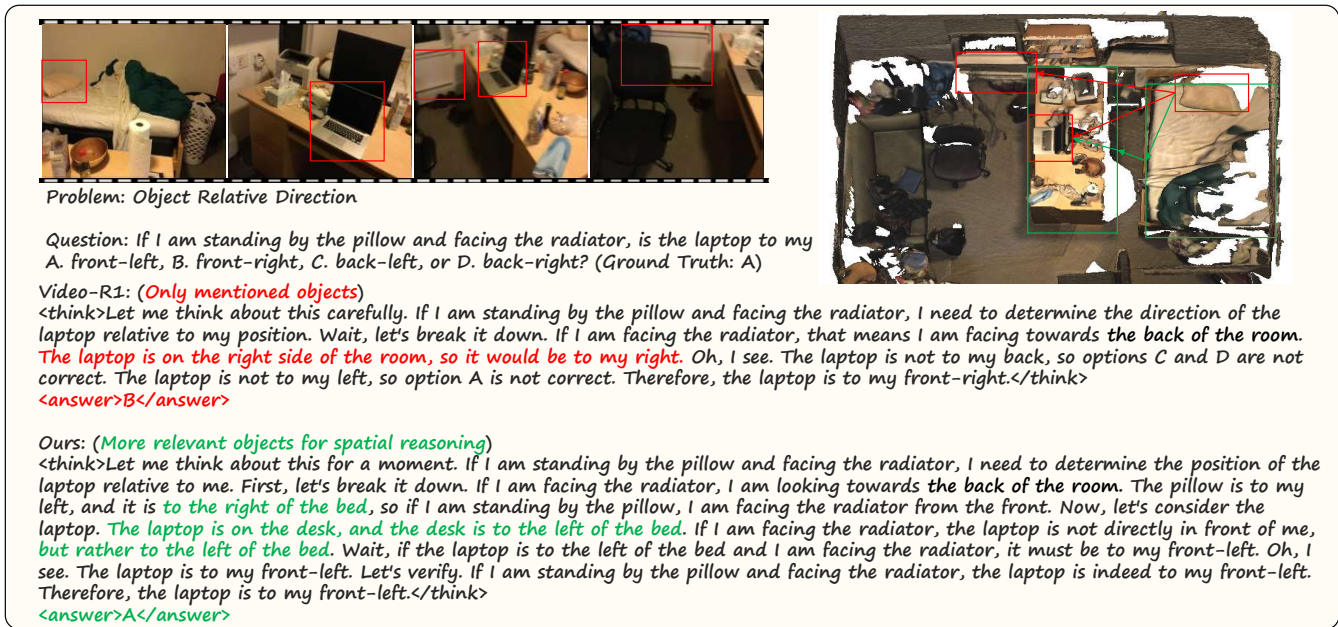 Problem: Object Relative Direction
Question: If I am standing by the pillow and facing the radiator, is the laptop to my
A. front-left, B. front-right, C. back-left, or D. back-right? (Ground Truth: A)
Video-R1: (Only mentioned objects)
<think>Let me think about this carefully. If I am standing by the pillow and facing the radiator, I need to determine the direction of the
laptop relative to my position. Wait, let's break it down. If I am facing the radiator, that means I am facing towards the back of the room.
The laptop is on the right side of the room, so it would be to my right. Oh, I see. The laptop is not to my back, so options C and D are not
correct. The laptop is not to my left, so option A is not correct. Therefore, the laptop is to my front-right.</think>
<answer>B</answer>
Ours: (More relevant objects for spatial reasoning)
<think>Let me think about this for a moment. If I am standing by the pillow and facing the radiator, I need to determine the position of the
laptop relative to me. First, let's break it down. If I am facing the radiator, I am looking towards the back of the room. The pillow is to my
left, and it is to the right of the bed, so if I am standing by the pillow, I am facing the radiator from the front. Now, let's consider the
laptop. The laptop is on the desk, and the desk is to the left of the bed. If I am facing the radiator, the laptop is not directly in front of me,
but rather to the left of the bed. Wait, if the laptop is to the left of the bed and I am facing the radiator, it must be to my front-left. Oh, I
see. The laptop is to my front-left. Let's verify. If I am standing by the pillow and facing the radiator, the laptop is indeed to my front-left.
Therefore, the laptop is to my front-left.</think>
<answer>A</answer>